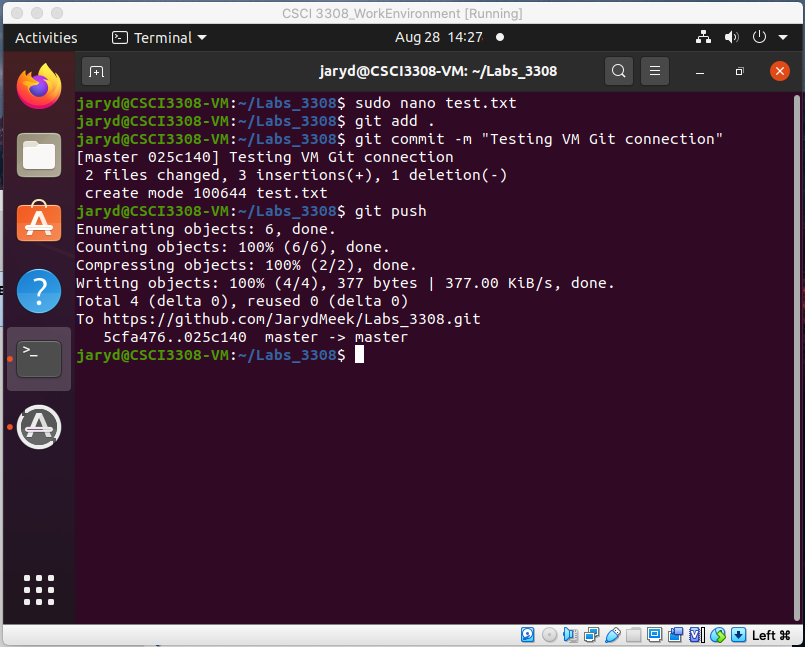 CSCI 3308_WorkEnvironment [Running]
Activities Terminal Aug 28 14:27
jaryd@CSCI3308-VM: ~/Labs_3308
jaryd@CSCI3308-VM:~/Labs_3308$ sudo nano test.txt
jaryd@CSCI3308-VM:~/Labs_3308$ git add .
jaryd@CSCI3308-VM:~/Labs_3308$ git commit -m "Testing VM Git connection"
[master 025c140] Testing VM Git connection
 2 files changed, 3 insertions(+), 1 deletion(-)
 create mode 100644 test.txt
jaryd@CSCI3308-VM:~/Labs_3308$ git push
Enumerating objects: 6, done.
Counting objects: 100% (6/6), done.
Compressing objects: 100% (2/2), done.
Writing objects: 100% (4/4), 377 bytes | 377.00 KiB/s, done.
Total 4 (delta 0), reused 0 (delta 0)
To https://github.com/JarydMeek/Labs_3308.git
   5cfa476..025c140  master -> master
jaryd@CSCI3308-VM:~/Labs_3308$
Left ⌘